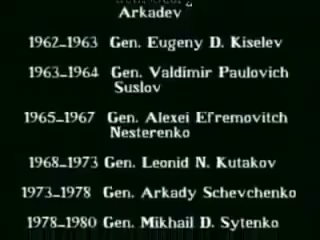 Arkadev
1962-1963 Gen. Eugeny D. Kiselev
1963-1964 Gen. Valdimir Paulovich
Suslov
1965-1967 Gen. Alexei Efremovitch
Nesterenko
1968-1973 Gen. Leonid N. Kutakov
1973-1978 Gen. Arkady Schevchenko
1978-1980 Gen. Mikhail D. Sytenko